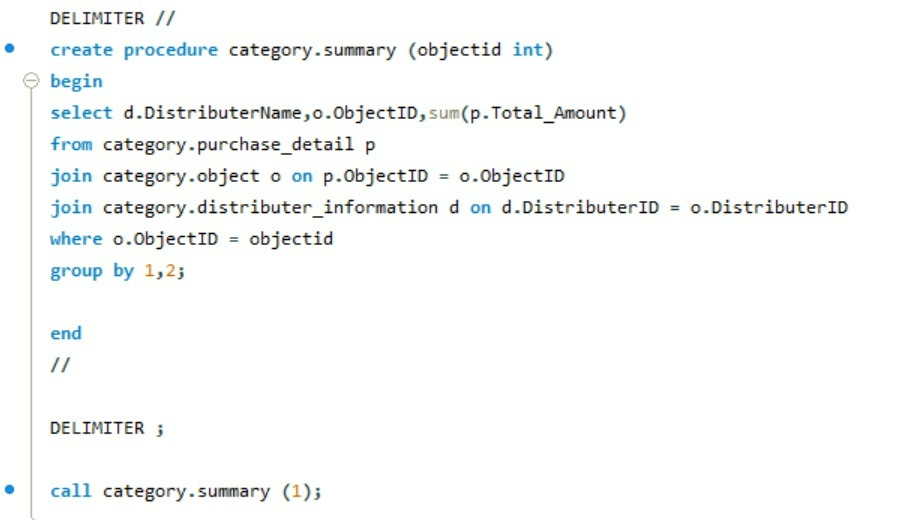 DELIMITER //
create procedure category.summary (objectid int)
begin
select d.DistributerName,o.ObjectID,sum(p.Total_Amount)
from category.purchase_detail p
join category.object o on p.ObjectID = o.ObjectID
join category.distributer_information d on d.DistributerID = o.DistributerID
where o.ObjectID = objectid
group by 1,2;
end
//
DELIMITER ;
call category.summary (1);